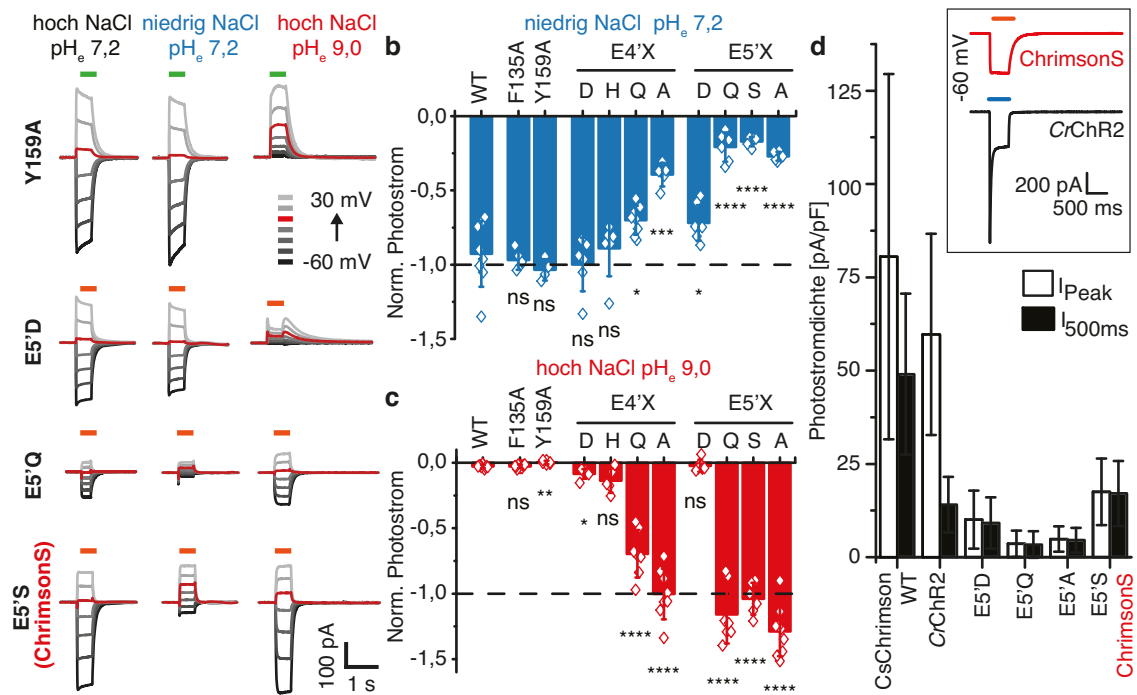 hoch NaCl
pHe 7,2
niedrig NaCl
pHe 7,2
hoch NaCl
pHe 9,0
Y159A
30 mV
-60 mV
E5'D
E5'Q
E5'S
(ChrimsonS)
100 pA
1 s
b
niedrig NaCl pHe 7,2
WT
F135A
Y159A
E4'X
D H Q A
E5'X
D Q S A
Norm. Photostrom
0,0
-0,5
-1,0
-1,5
ns
ns
ns
ns
*
***
*
****
****
****
hoch NaCl pHe 9,0
c
WT
F135A
Y159A
E4'X
D H Q A
E5'X
D Q S A
Norm. Photostrom
0,0
-0,5
-1,0
-1,5
ns
**
*
ns
****
****
ns
****
****
****
d
Photostromdichte [pA/pF]
125
100
75
50
25
0
-60 mV
ChrimsonS
CrChR2
200 pA
500 ms
IPeak
I500ms
CsChrimson
WT
CrChR2
E5'D
E5'Q
E5'A
E5'S
ChrimsonS